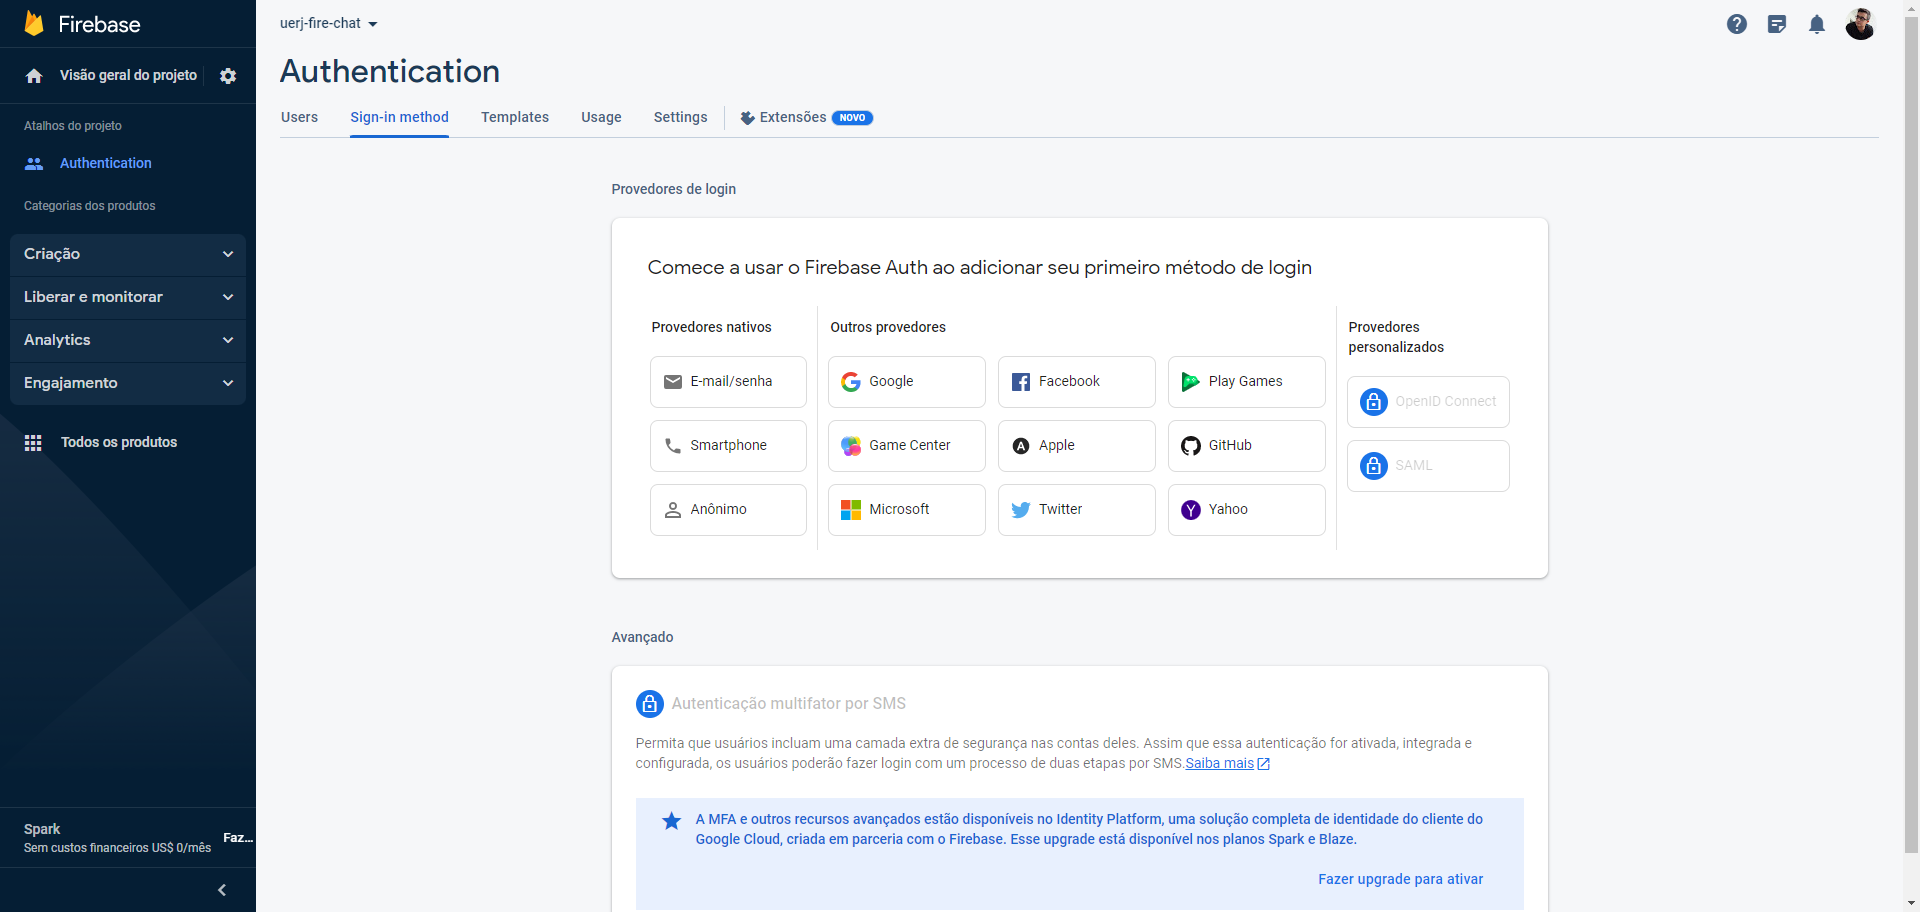 Firebase
Visão geral do projeto
Atalhos do projeto
Authentication
Categorias dos produtos
Criação
Liberar e monitorar
Analytics
Engajamento
Todos os produtos
Spark
Sem custos financeiros US$ 0/mês
Faz...
uerj-fire-chat
Authentication
Users Sign-in method Templates Usage Settings Extensões NOVO
Provedores de login
Comece a usar o Firebase Auth ao adicionar seu primeiro método de login
Provedores nativos
E-mail/senha
Smartphone
Anônimo
Outros provedores
Google Facebook Play Games
Game Center Apple GitHub
Microsoft Twitter Yahoo
Provedores
personalizados
OpenID Connect
SAML
Avançado
Autenticação multifator por SMS
Permita que usuários incluam uma camada extra de segurança nas contas deles. Assim que essa autenticação for ativada, integrada e
configurada, os usuários poderão fazer login com um processo de duas etapas por SMS.Saiba mais
A MFA e outros recursos avançados estão disponíveis no Identity Platform, uma solução completa de identidade do cliente do
Google Cloud, criada em parceria com o Firebase. Esse upgrade está disponível nos planos Spark e Blaze.
Fazer upgrade para ativar